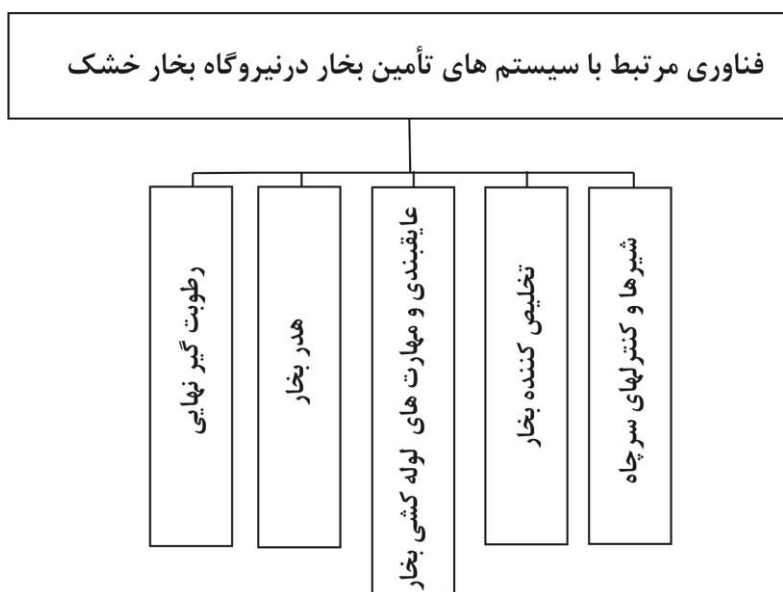 فناوری مرتبط با سیستم های تأمین بخار درنیروگاه بخار خشک
شیرها و کنترلهای سرچاه
تخلیص کننده بخار
عایقبندی و مهارت های لوله کشی بخار
هدر بخار
رطوبت گیر نهایی